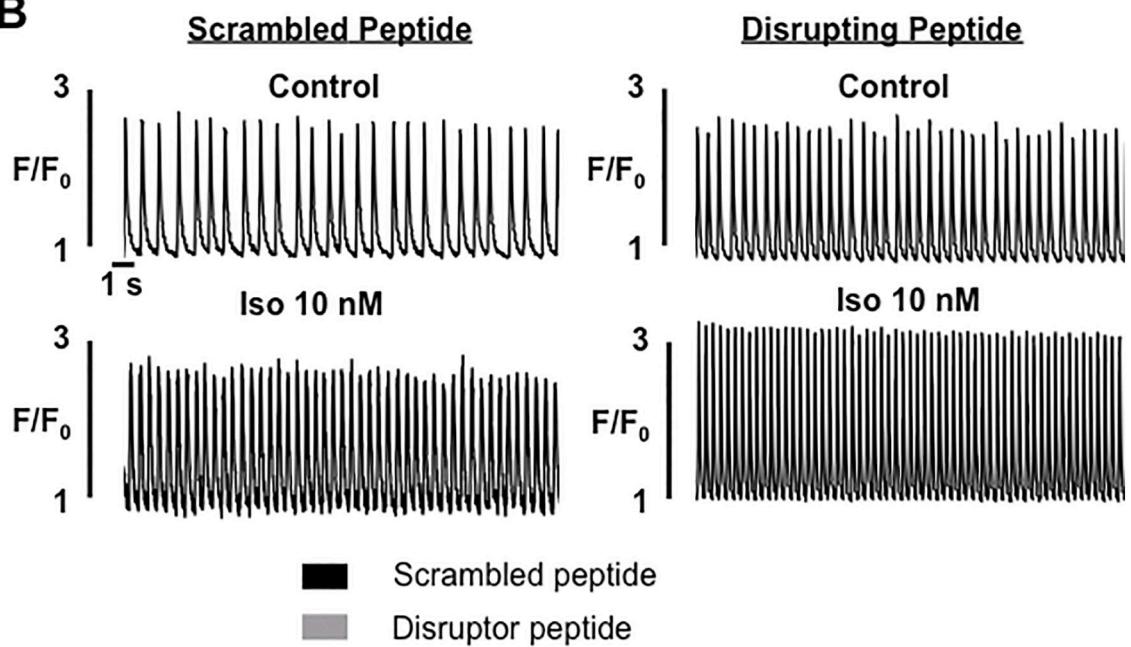 B
Scrambled Peptide
Disrupting Peptide
Control
Control
3
3
F/F0
F/F0
1
1
1 s
Iso 10 nM
Iso 10 nM
3
3
F/F0
F/F0
1
1
Scrambled peptide
Disruptor peptide